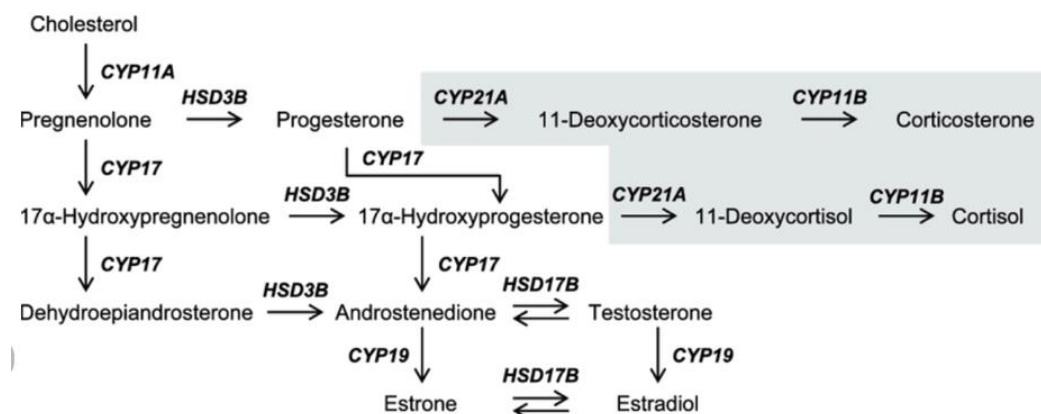 Cholesterol
CYP11A
HSD3B CYP21A CYP11B
Pregnenolone Progesterone 11-Deoxycorticosterone Corticosterone
CYP17 CYP17
HSD3B CYP21A CYP11B
17α-Hydroxypregnenolone 17α-Hydroxyprogesterone 11-Deoxycortisol Cortisol
CYP17 CYP17
HSD3B HSD17B
Dehydroepiandrosterone Androstenedione Testosterone
CYP19 CYP19
HSD17B
Estrone Estradiol